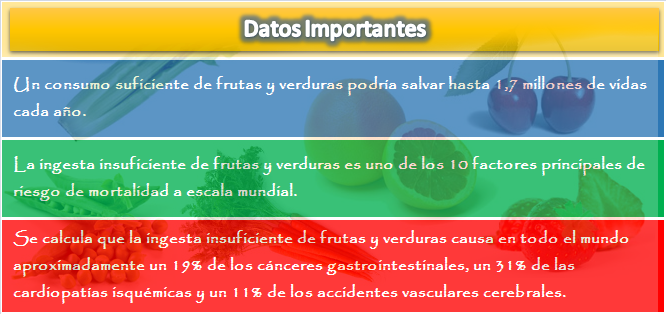 Datos Importantes
Un consumo suficiente de frutas y verduras podría salvar hasta 1,7 millones de vidas
cada año.
La ingesta insuficiente de frutas y verduras es uno de los 10 factores principales de
riesgo de mortalidad a escala mundial.
Se calcula que la ingesta insuficiente de frutas y verduras causa en todo el mundo
aproximadamente un 19% de los cánceres gastrointestinales, un 31% de las
cardiopatías isquémicas y un 11% de los accidentes vasculares cerebrales.